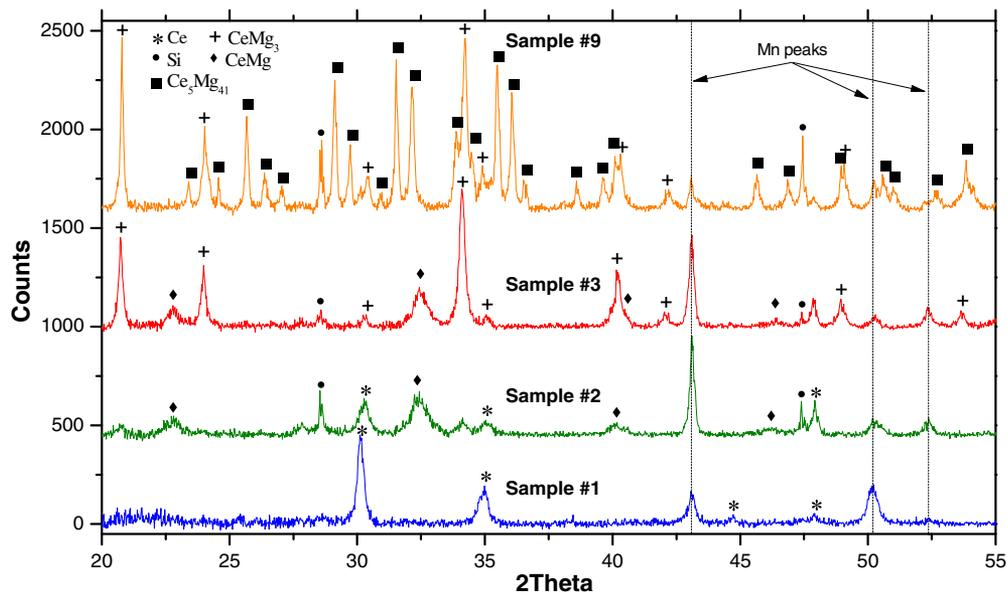 2500
2000
1500
1000
500
0
Counts
* Ce + CeMg₃
● Si ♦ CeMg
■ Ce₅Mg₄₁
Sample #9
Mn peaks
Sample #3
Sample #2
Sample #1
20 25 30 35 40 45 50 55
2Theta